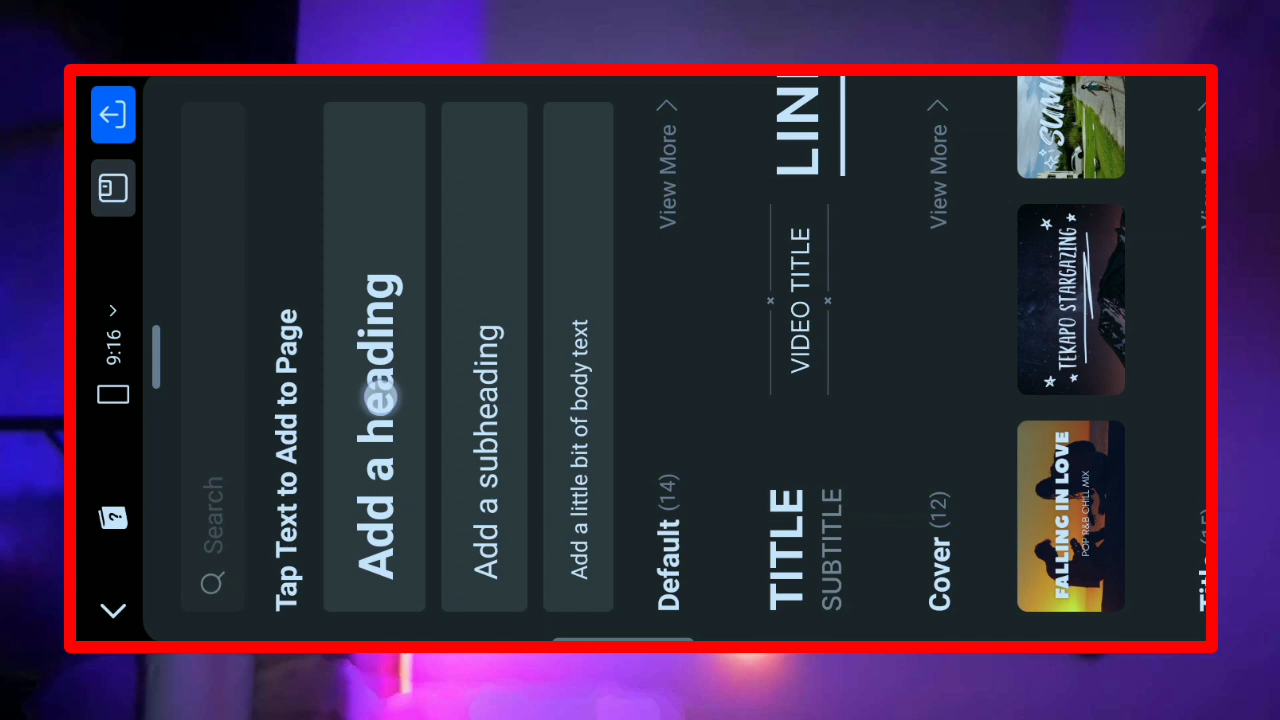 9:16
Search
Tap Text to Add to Page
Add a heading
Add a subheading
Add a little bit of body text
Default (14)
View More
TITLE
SUBTITLE
VIDEO TITLE
Cover (12)
View More
FALLING IN LOVE
POP R&B CHILL MIX
TEKAPO STARGAZING